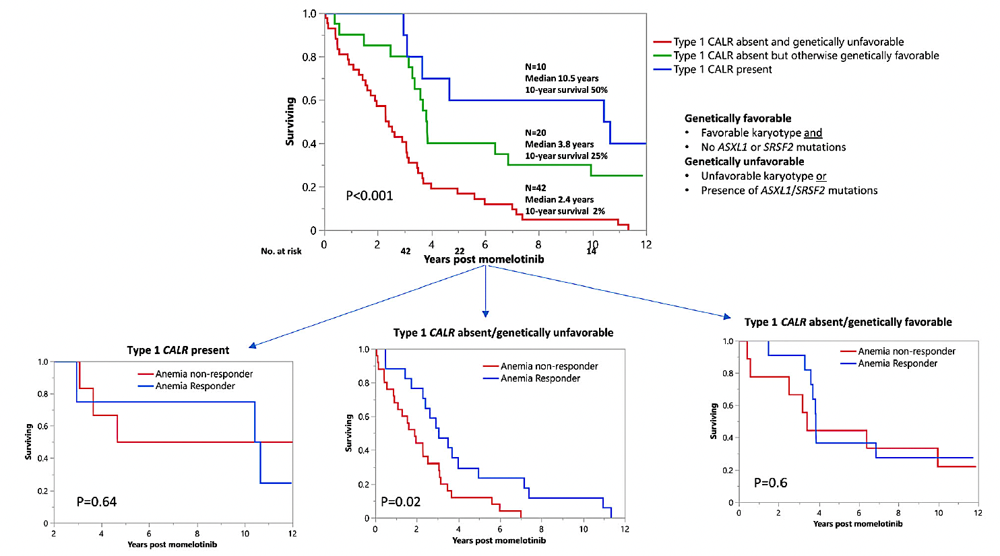 1.0
0.8
0.6
0.4
0.2
0
Surviving
N=10
Median 10.5 years
10-year survival 50%
N=20
Median 3.8 years
10-year survival 25%
N=42
Median 2.4 years
10-year survival 2%
P<0.001
0 2 4 6 8 10 12
No. at risk 42 22 14
Years post momelotinib
Type 1 CALR absent and genetically unfavorable
Type 1 CALR absent but otherwise genetically favorable
Type 1 CALR present
Genetically favorable
• Favorable karyotype and
• No ASXL1 or SRSF2 mutations
Genetically unfavorable
• Unfavorable karyotype or
• Presence of ASXL1/SRSF2 mutations
Type 1 CALR present
1.0
0.8
0.6
0.4
0.2
0
Surviving
Anemia non-responder
Anemia Responder
P=0.64
2 4 6 8 10 12
Years post momelotinib
Type 1 CALR absent/genetically unfavorable
1.0
0.8
0.6
0.4
0.2
0
Surviving
Anemia non-responder
Anemia Responder
P=0.02
0 2 4 6 8 10 12
Years post momelotinib
Type 1 CALR absent/genetically favorable
1.0
0.8
0.6
0.4
0.2
0
Surviving
Anemia non-responder
Anemia Responder
P=0.6
0 2 4 6 8 10 12
Years post momelotinib